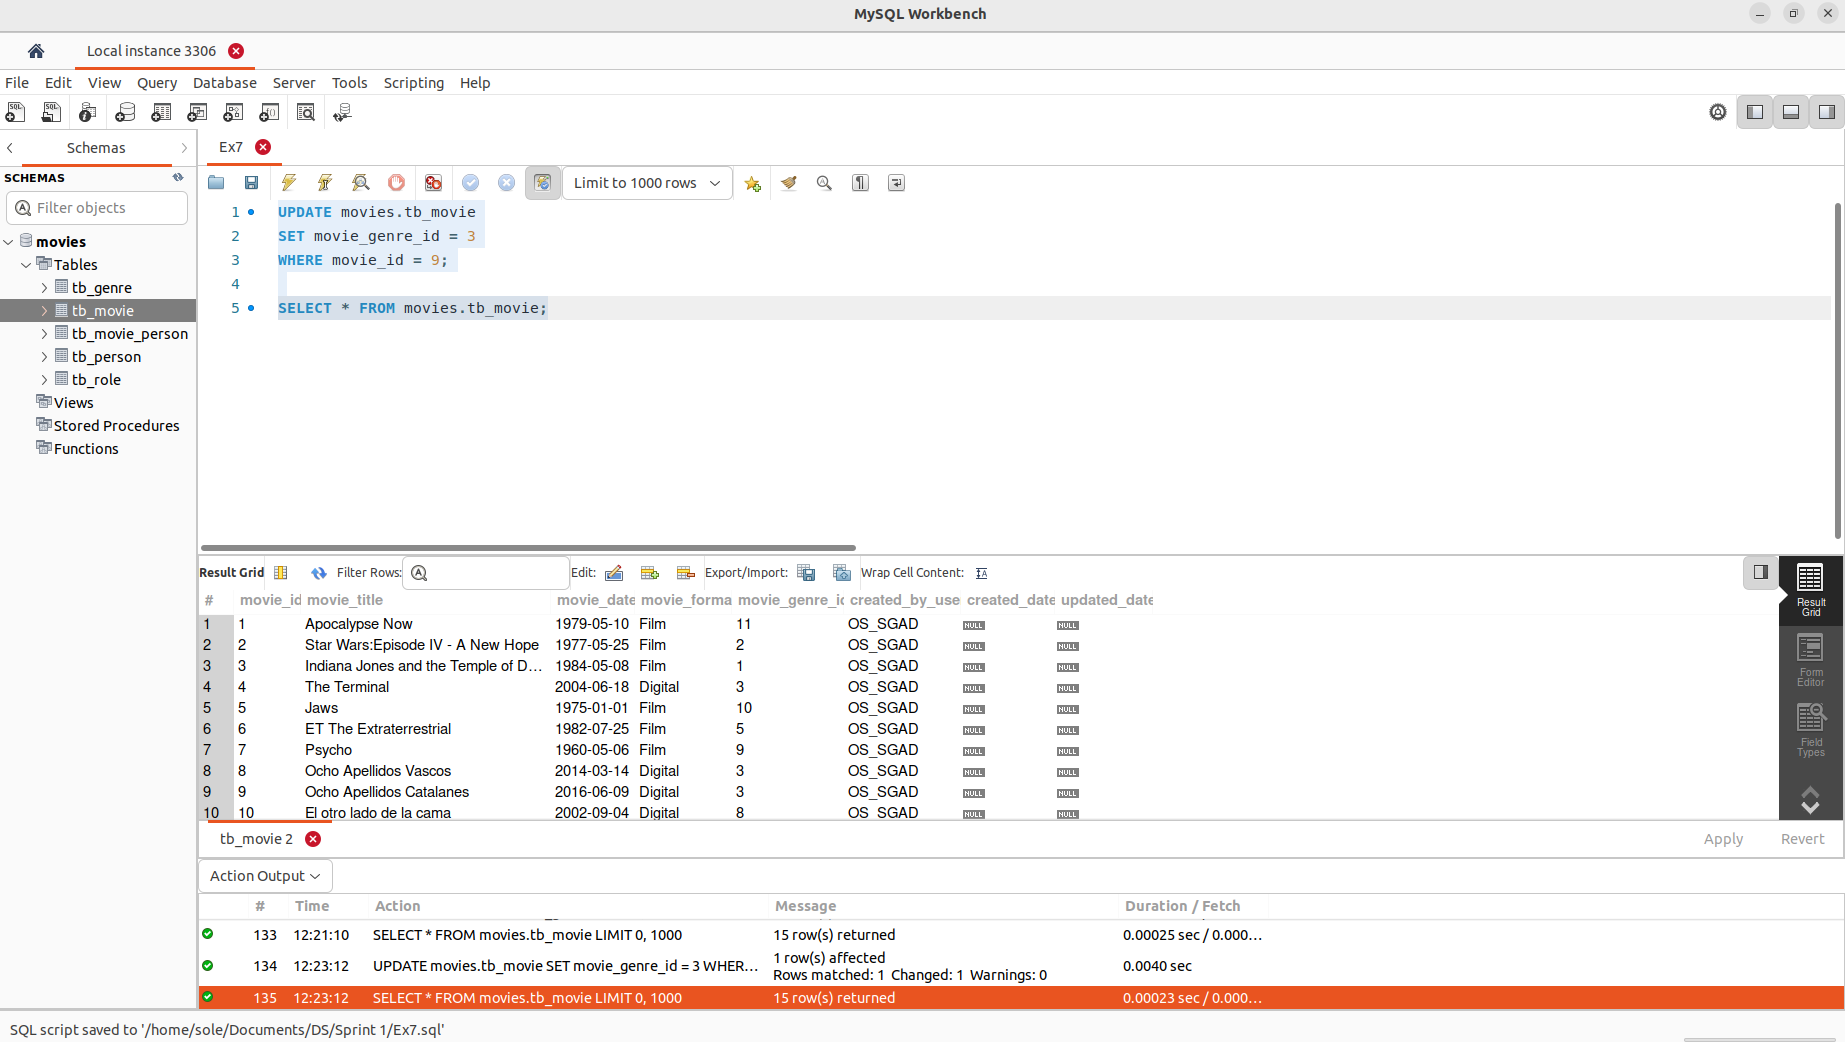 MySQL Workbench
Local instance 3306
File Edit View Query Database Server Tools Scripting Help
Schemas
Ex7
SCHEMAS
Limit to 1000 rows
Filter objects
movies
Tables
tb_genre
tb_movie
tb_movie_person
tb_person
tb_role
Views
Stored Procedures
Functions
1 UPDATE movies.tb_movie
2 SET movie_genre_id = 3
3 WHERE movie_id = 9;
4
5 SELECT * FROM movies.tb_movie;
Result Grid Filter Rows: Edit: Export/Import: Wrap Cell Content:
# movie_id movie_title movie_date movie_forma movie_genre_id created_by_use created_date updated_date
1 1 Apocalypse Now 1979-05-10 Film 11 OS_SGAD NULL NULL
2 2 Star Wars:Episode IV - A New Hope 1977-05-25 Film 2 OS_SGAD NULL NULL
3 3 Indiana Jones and the Temple of D... 1984-05-08 Film 1 OS_SGAD NULL NULL
4 4 The Terminal 2004-06-18 Digital 3 OS_SGAD NULL NULL
5 5 Jaws 1975-01-01 Film 10 OS_SGAD NULL NULL
6 6 ET The Extraterrestrial 1982-07-25 Film 5 OS_SGAD NULL NULL
7 7 Psycho 1960-05-06 Film 9 OS_SGAD NULL NULL
8 8 Ocho Apellidos Vascos 2014-03-14 Digital 3 OS_SGAD NULL NULL
9 9 Ocho Apellidos Catalanes 2016-06-09 Digital 3 OS_SGAD NULL NULL
10 10 El otro lado de la cama 2002-09-04 Digital 8 OS_SGAD NULL NULL
Result
Grid
Form
Editor
Field
Types
tb_movie 2
Apply Revert
Action Output
# Time Action Message Duration / Fetch
133 12:21:10 SELECT * FROM movies.tb_movie LIMIT 0, 1000 15 row(s) returned 0.00025 sec / 0.000...
134 12:23:12 UPDATE movies.tb_movie SET movie_genre_id = 3 WHER... 1 row(s) affected
Rows matched: 1 Changed: 1 Warnings: 0 0.0040 sec
135 12:23:12 SELECT * FROM movies.tb_movie LIMIT 0, 1000 15 row(s) returned 0.00023 sec / 0.000...
SQL script saved to '/home/sole/Documents/DS/Sprint 1/Ex7.sql'